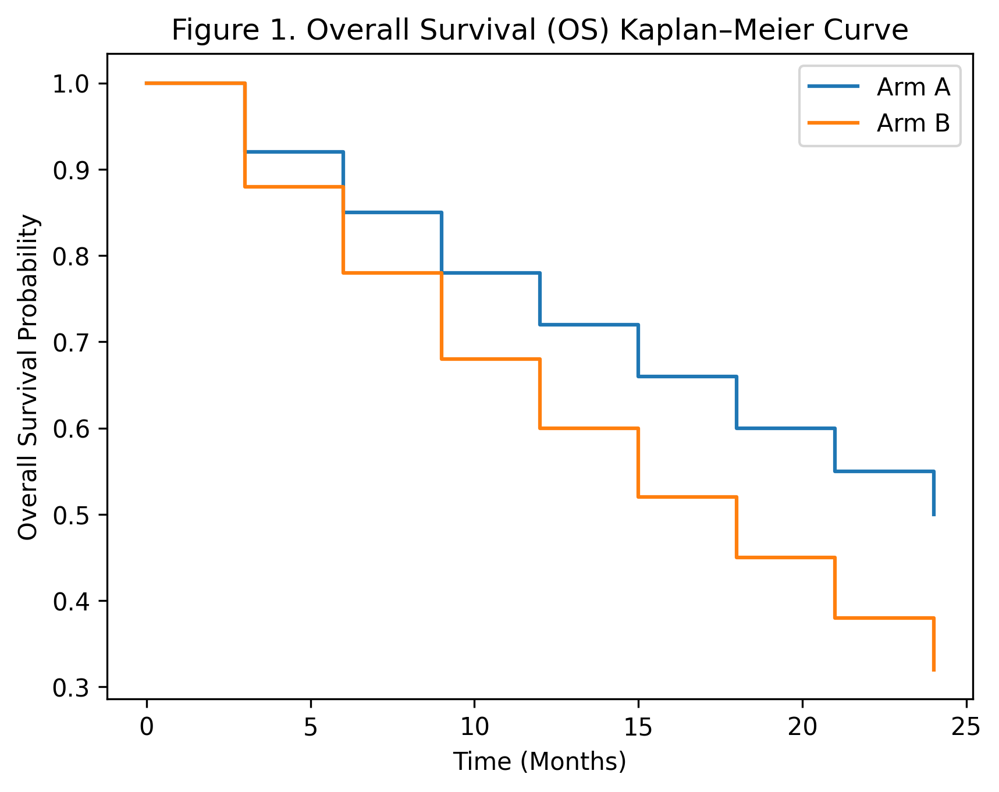 Figure 1. Overall Survival (OS) Kaplan–Meier Curve
Arm A
Arm B
Overall Survival Probability
1.0
0.9
0.8
0.7
0.6
0.5
0.4
0.3
0 5 10 15 20 25
Time (Months)